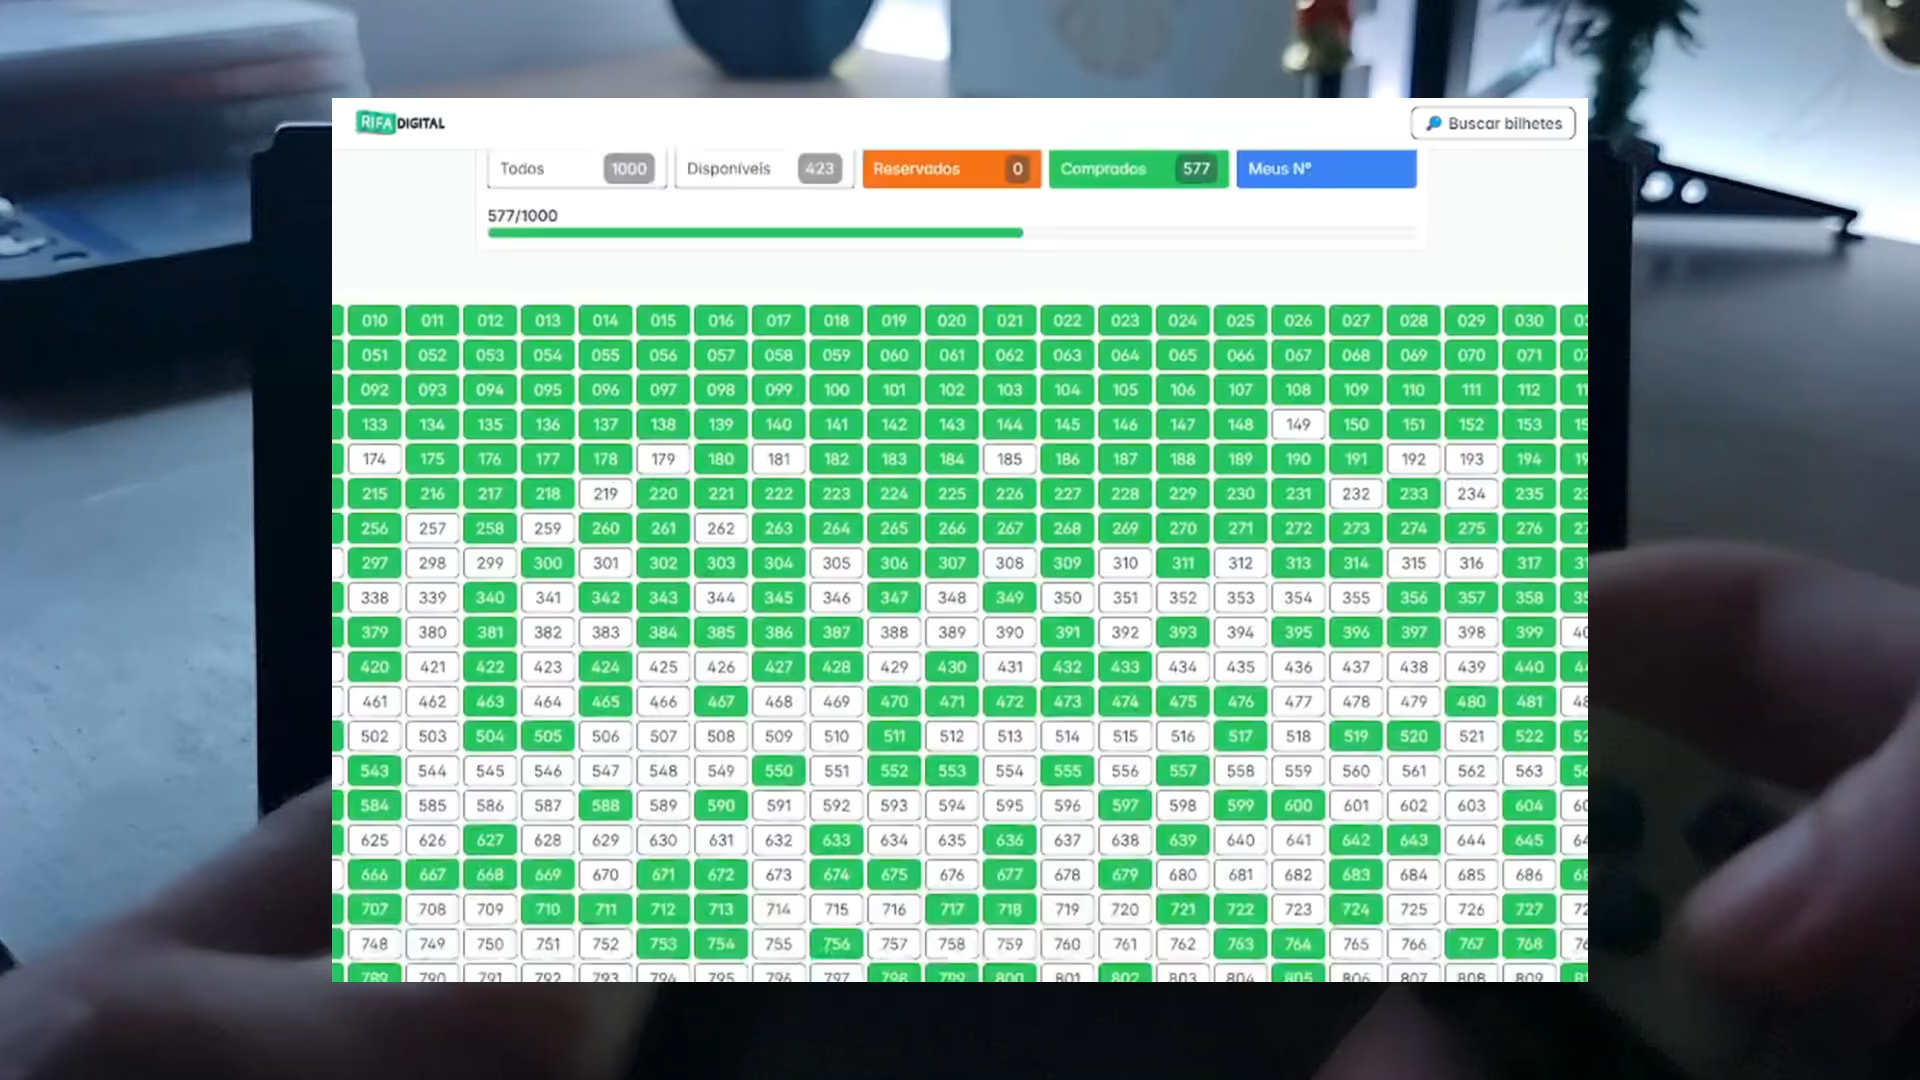 RIFA DIGITAL
🔎 Buscar bilhetes
Todos 1000 Disponíveis 423 Reservados 0 Comprados 577 Meus Nº
577/1000
010 011 012 013 014 015 016 017 018 019 020 021 022 023 024 025 026 027 028 029 030
051 052 053 054 055 056 057 058 059 060 061 062 063 064 065 066 067 068 069 070 071
092 093 094 095 096 097 098 099 100 101 102 103 104 105 106 107 108 109 110 111 112
133 134 135 136 137 138 139 140 141 142 143 144 145 146 147 148 149 150 151 152 153
174 175 176 177 178 179 180 181 182 183 184 185 186 187 188 189 190 191 192 193 194
215 216 217 218 219 220 221 222 223 224 225 226 227 228 229 230 231 232 233 234 235
256 257 258 259 260 261 262 263 264 265 266 267 268 269 270 271 272 273 274 275 276
297 298 299 300 301 302 303 304 305 306 307 308 309 310 311 312 313 314 315 316 317
338 339 340 341 342 343 344 345 346 347 348 349 350 351 352 353 354 355 356 357 358
379 380 381 382 383 384 385 386 387 388 389 390 391 392 393 394 395 396 397 398 399
420 421 422 423 424 425 426 427 428 429 430 431 432 433 434 435 436 437 438 439 440
461 462 463 464 465 466 467 468 469 470 471 472 473 474 475 476 477 478 479 480 481
502 503 504 505 506 507 508 509 510 511 512 513 514 515 516 517 518 519 520 521 522
543 544 545 546 547 548 549 550 551 552 553 554 555 556 557 558 559 560 561 562 563
584 585 586 587 588 589 590 591 592 593 594 595 596 597 598 599 600 601 602 603 604
625 626 627 628 629 630 631 632 633 634 635 636 637 638 639 640 641 642 643 644 645
666 667 668 669 670 671 672 673 674 675 676 677 678 679 680 681 682 683 684 685 686
707 708 709 710 711 712 713 714 715 716 717 718 719 720 721 722 723 724 725 726 727
748 749 750 751 752 753 754 755 756 757 758 759 760 761 762 763 764 765 766 767 768
789 790 791 792 793 794 795 796 797 798 799 800 801 802 803 804 805 806 807 808 809